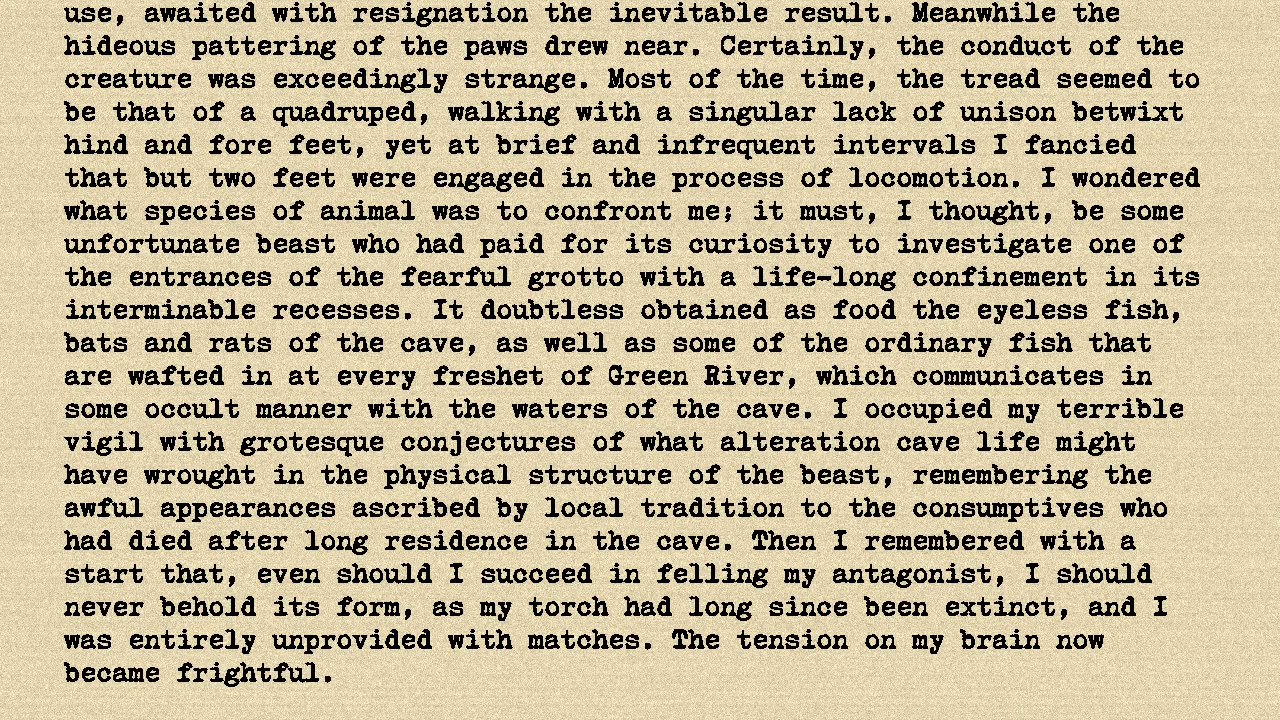 use, awaited with resignation the inevitable result. Meanwhile the
hideous pattering of the paws drew near. Certainly, the conduct of the
creature was exceedingly strange. Most of the time, the tread seemed to
be that of a quadruped, walking with a singular lack of unison betwixt
hind and fore feet, yet at brief and infrequent intervals I fancied
that but two feet were engaged in the process of locomotion. I wondered
what species of animal was to confront me; it must, I thought, be some
unfortunate beast who had paid for its curiosity to investigate one of
the entrances of the fearful grotto with a life-long confinement in its
interminable recesses. It doubtless obtained as food the eyeless fish,
bats and rats of the cave, as well as some of the ordinary fish that
are wafted in at every freshet of Green River, which communicates in
some occult manner with the waters of the cave. I occupied my terrible
vigil with grotesque conjectures of what alteration cave life might
have wrought in the physical structure of the beast, remembering the
awful appearances ascribed by local tradition to the consumptives who
had died after long residence in the cave. Then I remembered with a
start that, even should I succeed in felling my antagonist, I should
never behold its form, as my torch had long since been extinct, and I
was entirely unprovided with matches. The tension on my brain now
became frightful.